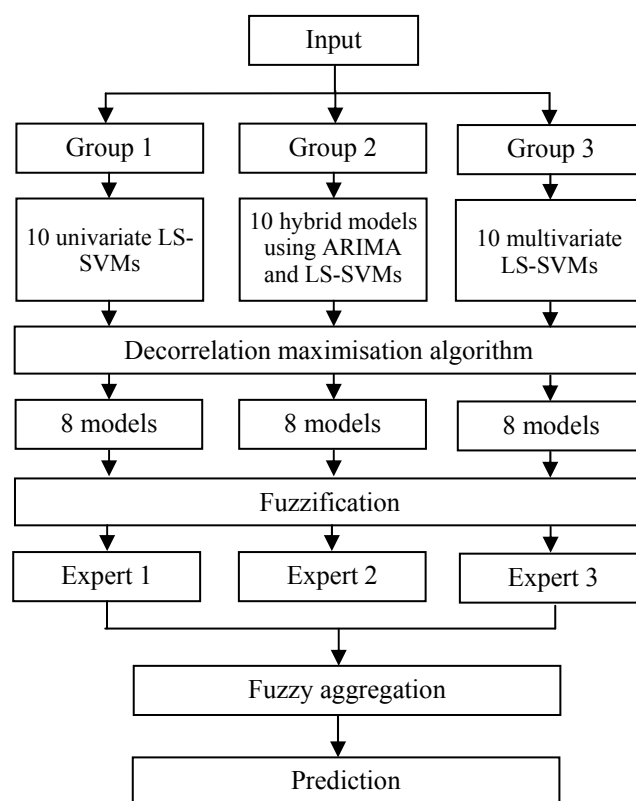 Input
Group 1
Group 2
Group 3
10 univariate LS-
SVMs
10 hybrid models
using ARIMA
and LS-SVMs
10 multivariate
LS-SVMs
Decorrelation maximisation algorithm
8 models
8 models
8 models
Fuzzification
Expert 1
Expert 2
Expert 3
Fuzzy aggregation
Prediction